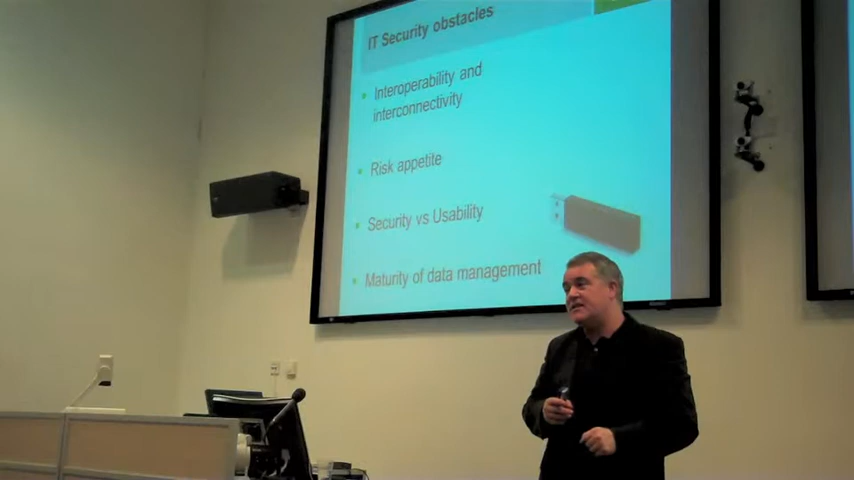 IT Security obstacles
Interoperability and
interconnectivity
Risk appetite
Security vs Usability
Maturity of data management